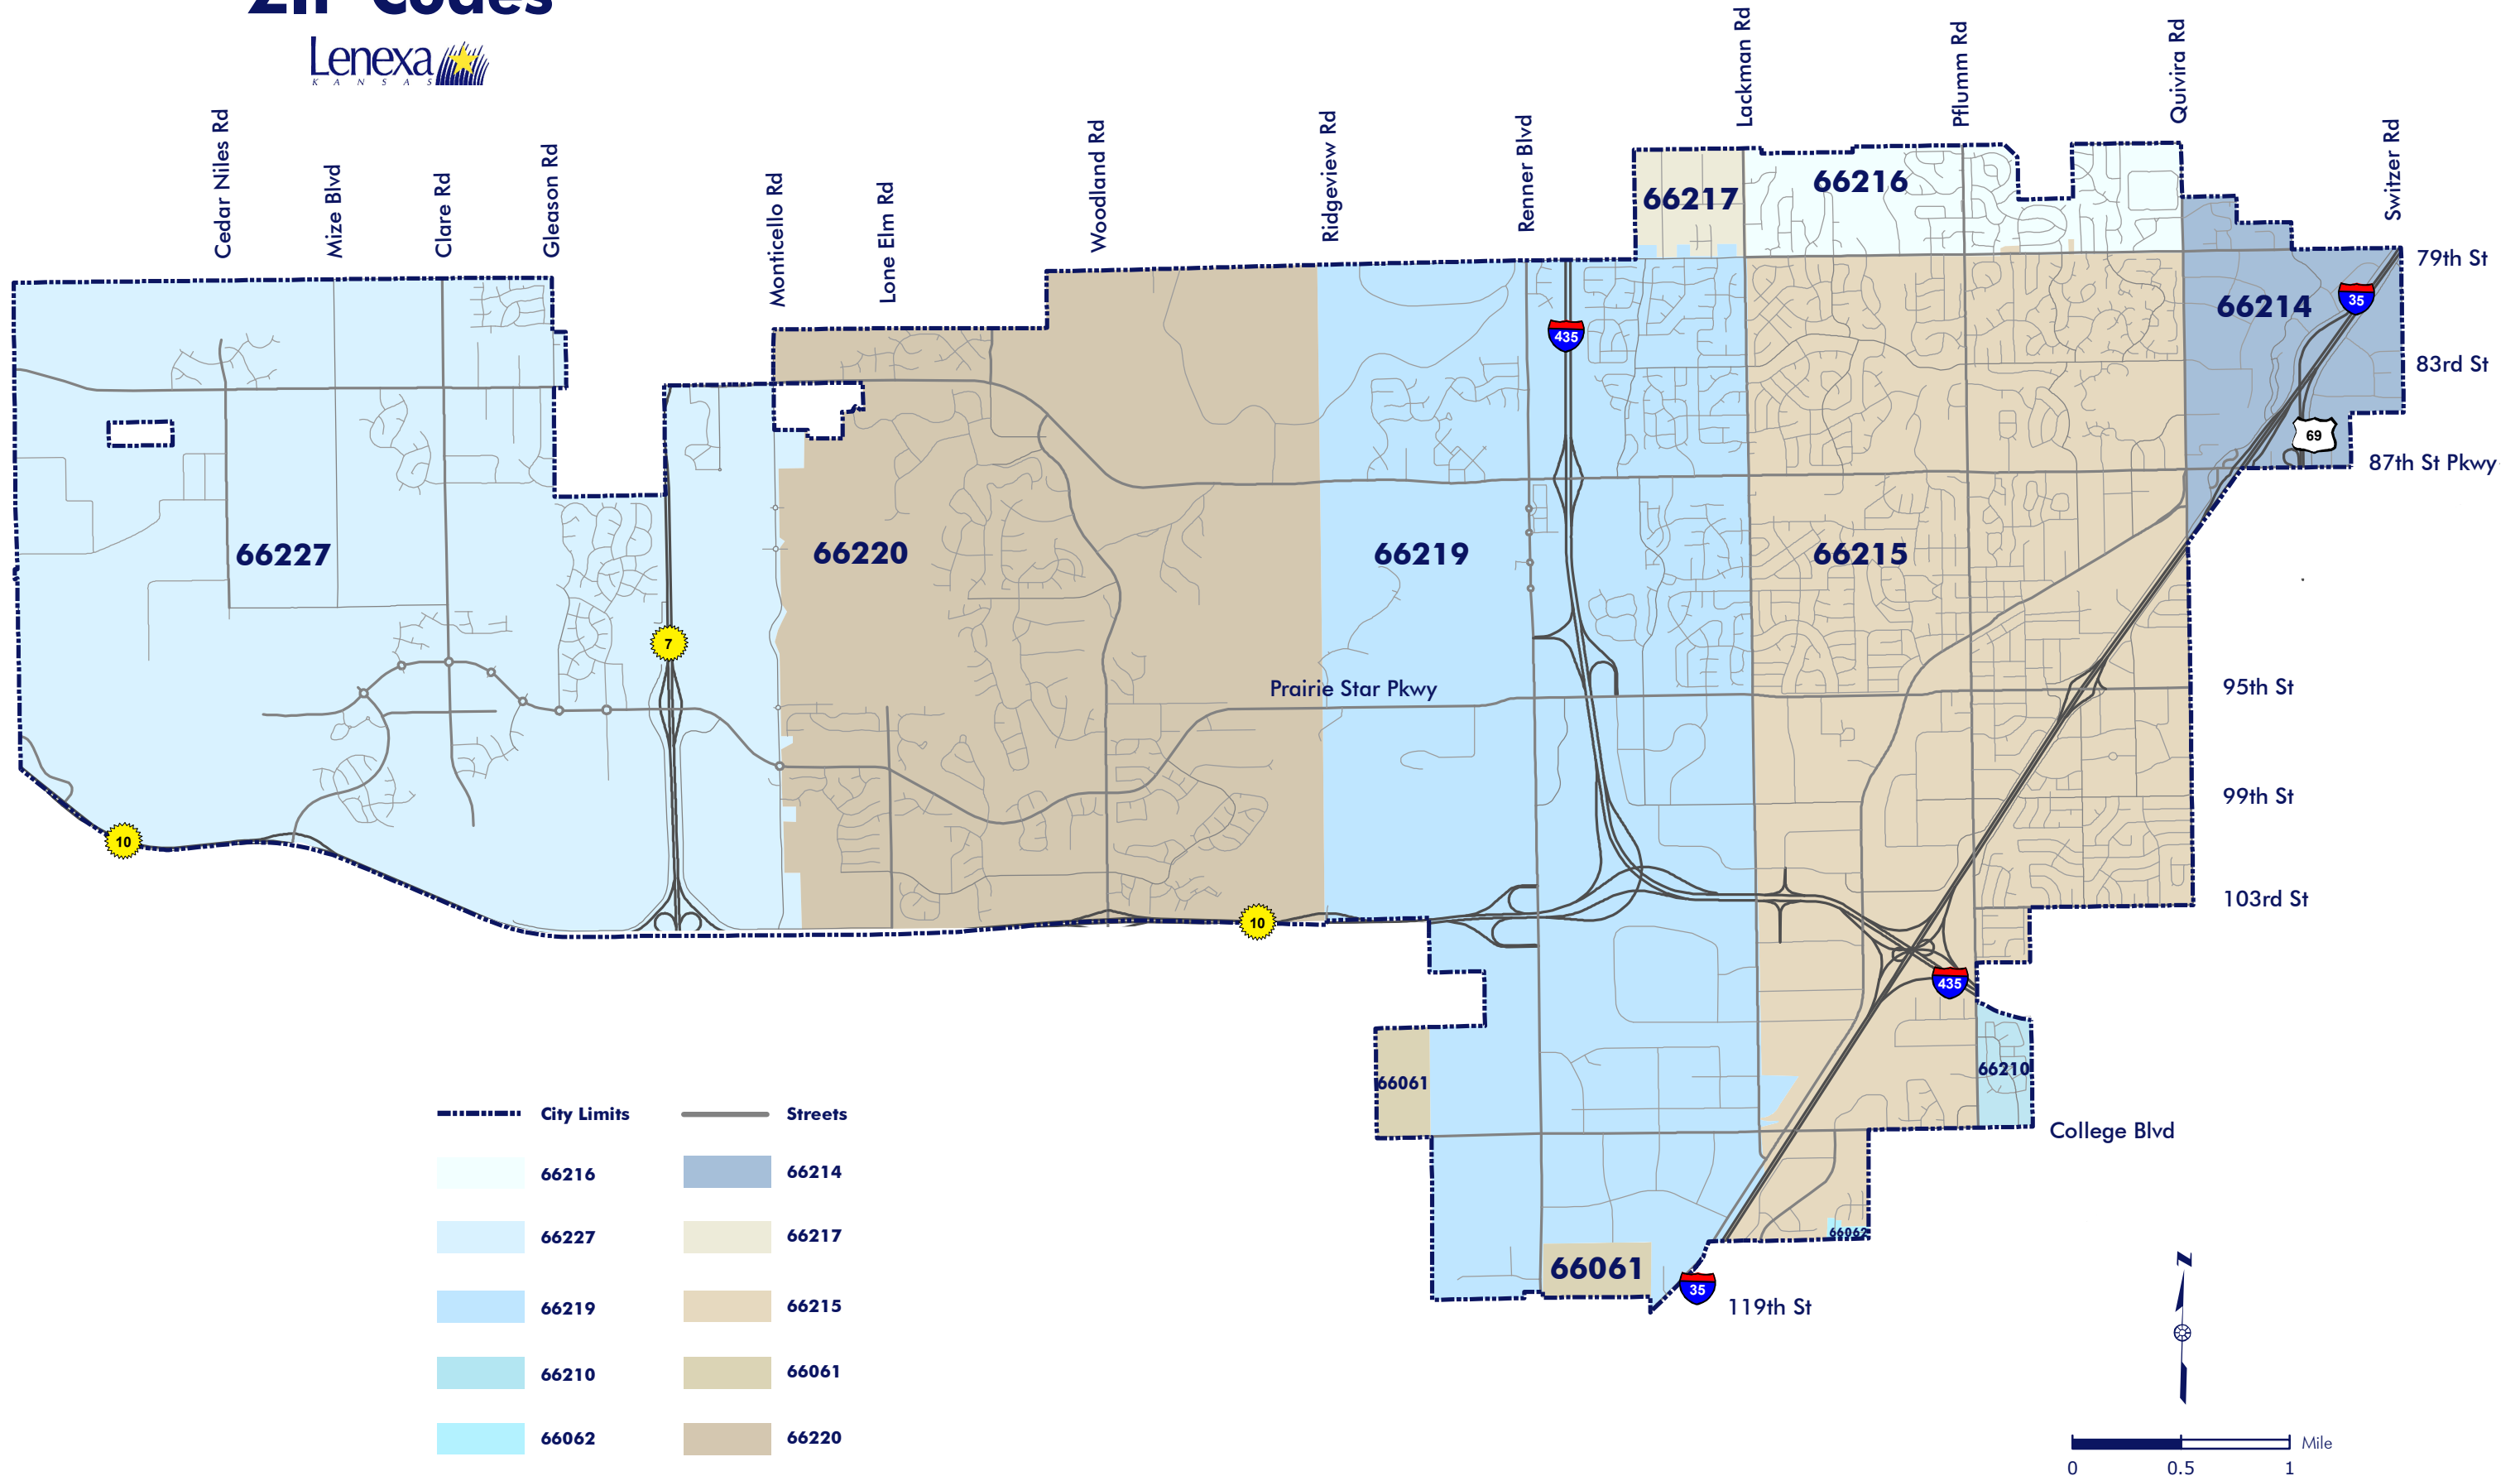 ZIP Codes
Lenexa
KANSAS
Cedar Niles Rd
Mize Blvd
Clare Rd
Gleason Rd
Monticello Rd
Lone Elm Rd
Woodland Rd
Ridgeview Rd
Renner Blvd
Lackman Rd
Pflumm Rd
Quivira Rd
Switzer Rd
66217
66216
79th St
66214
35
435
83rd St
69
87th St Pkwy
66227
66220
66219
66215
7
Prairie Star Pkwy
95th St
99th St
10
103rd St
10
435
66061
66210
College Blvd
66062
66061
35
119th St
City Limits
Streets
66216
66214
66227
66217
66219
66215
66210
66061
66062
66220
N
Mile
0 0.5 1